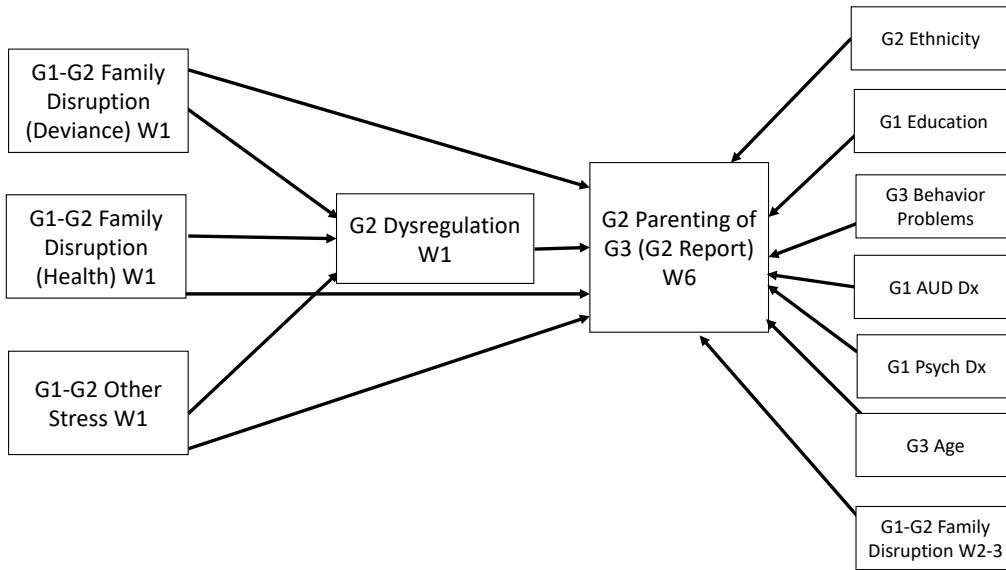 G1-G2 Family
Disruption
(Deviance) W1
G1-G2 Family
Disruption
(Health) W1
G1-G2 Other
Stress W1
G2 Dysregulation
W1
G2 Parenting of
G3 (G2 Report)
W6
G2 Ethnicity
G1 Education
G3 Behavior
Problems
G1 AUD Dx
G1 Psych Dx
G3 Age
G1-G2 Family
Disruption W2-3